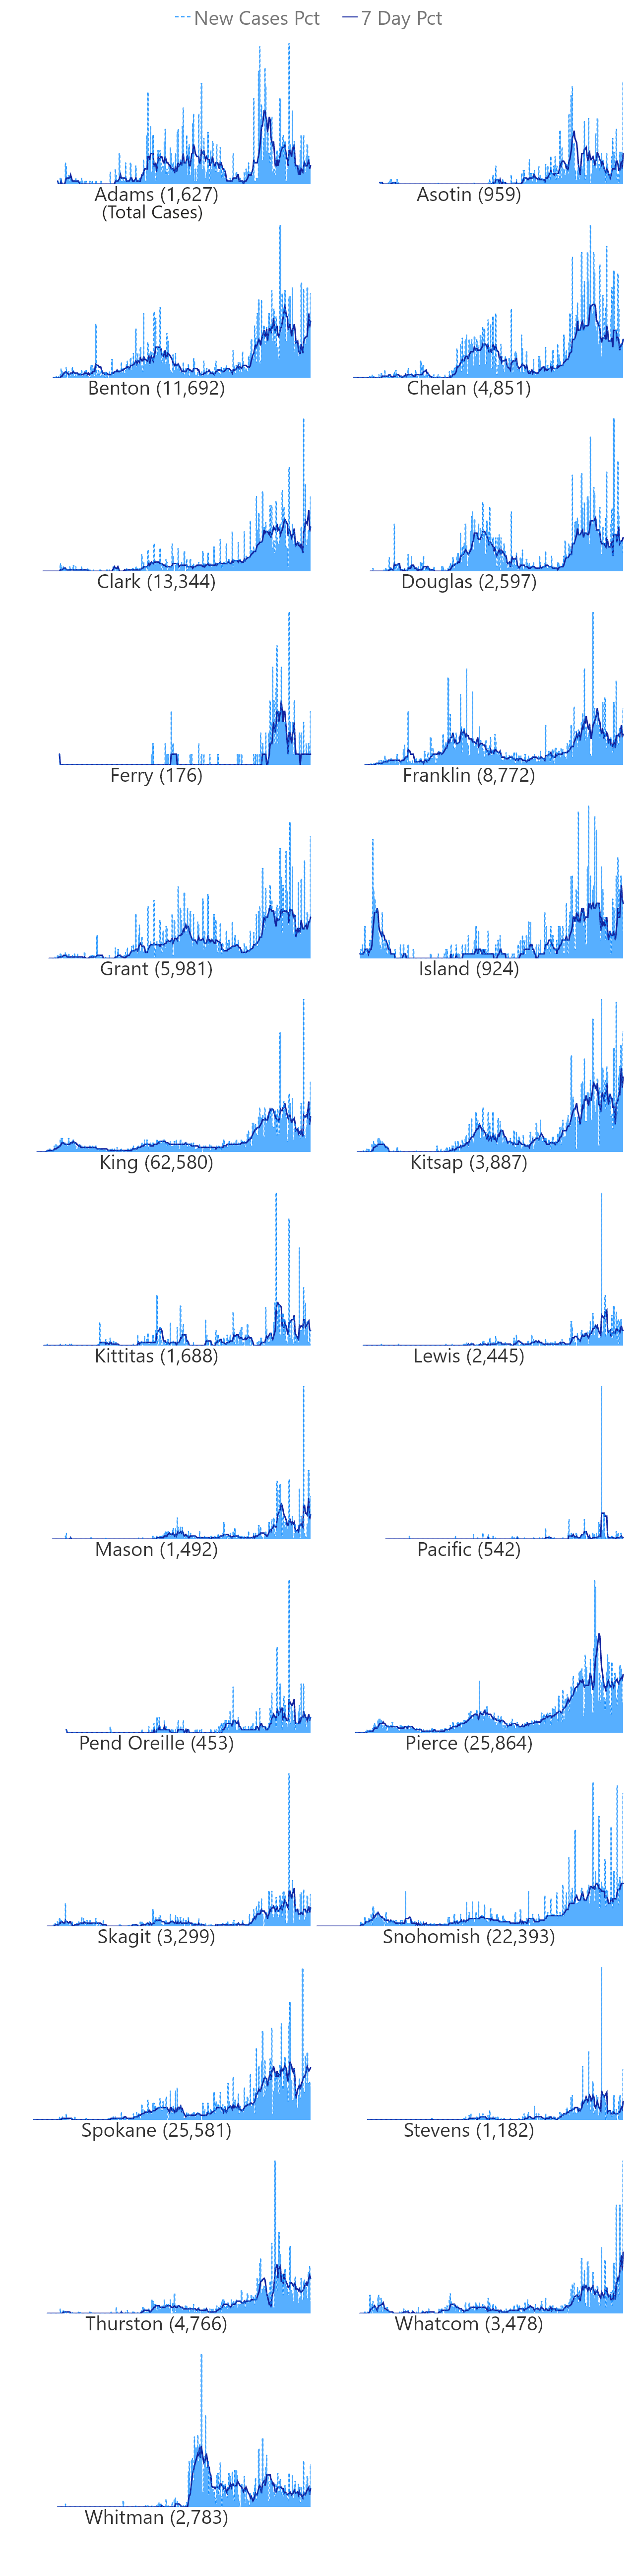 New Cases Pct 7 Day Pct
Adams (1,627) Asotin (959)
(Total Cases)
Benton (11,692) Chelan (4,851)
Clark (13,344) Douglas (2,597)
Ferry (176) Franklin (8,772)
Grant (5,981) Island (924)
King (62,580) Kitsap (3,887)
Kittitas (1,688) Lewis (2,445)
Mason (1,492) Pacific (542)
Pend Oreille (453) Pierce (25,864)
Skagit (3,299) Snohomish (22,393)
Spokane (25,581) Stevens (1,182)
Thurston (4,766) Whatcom (3,478)
Whitman (2,783)